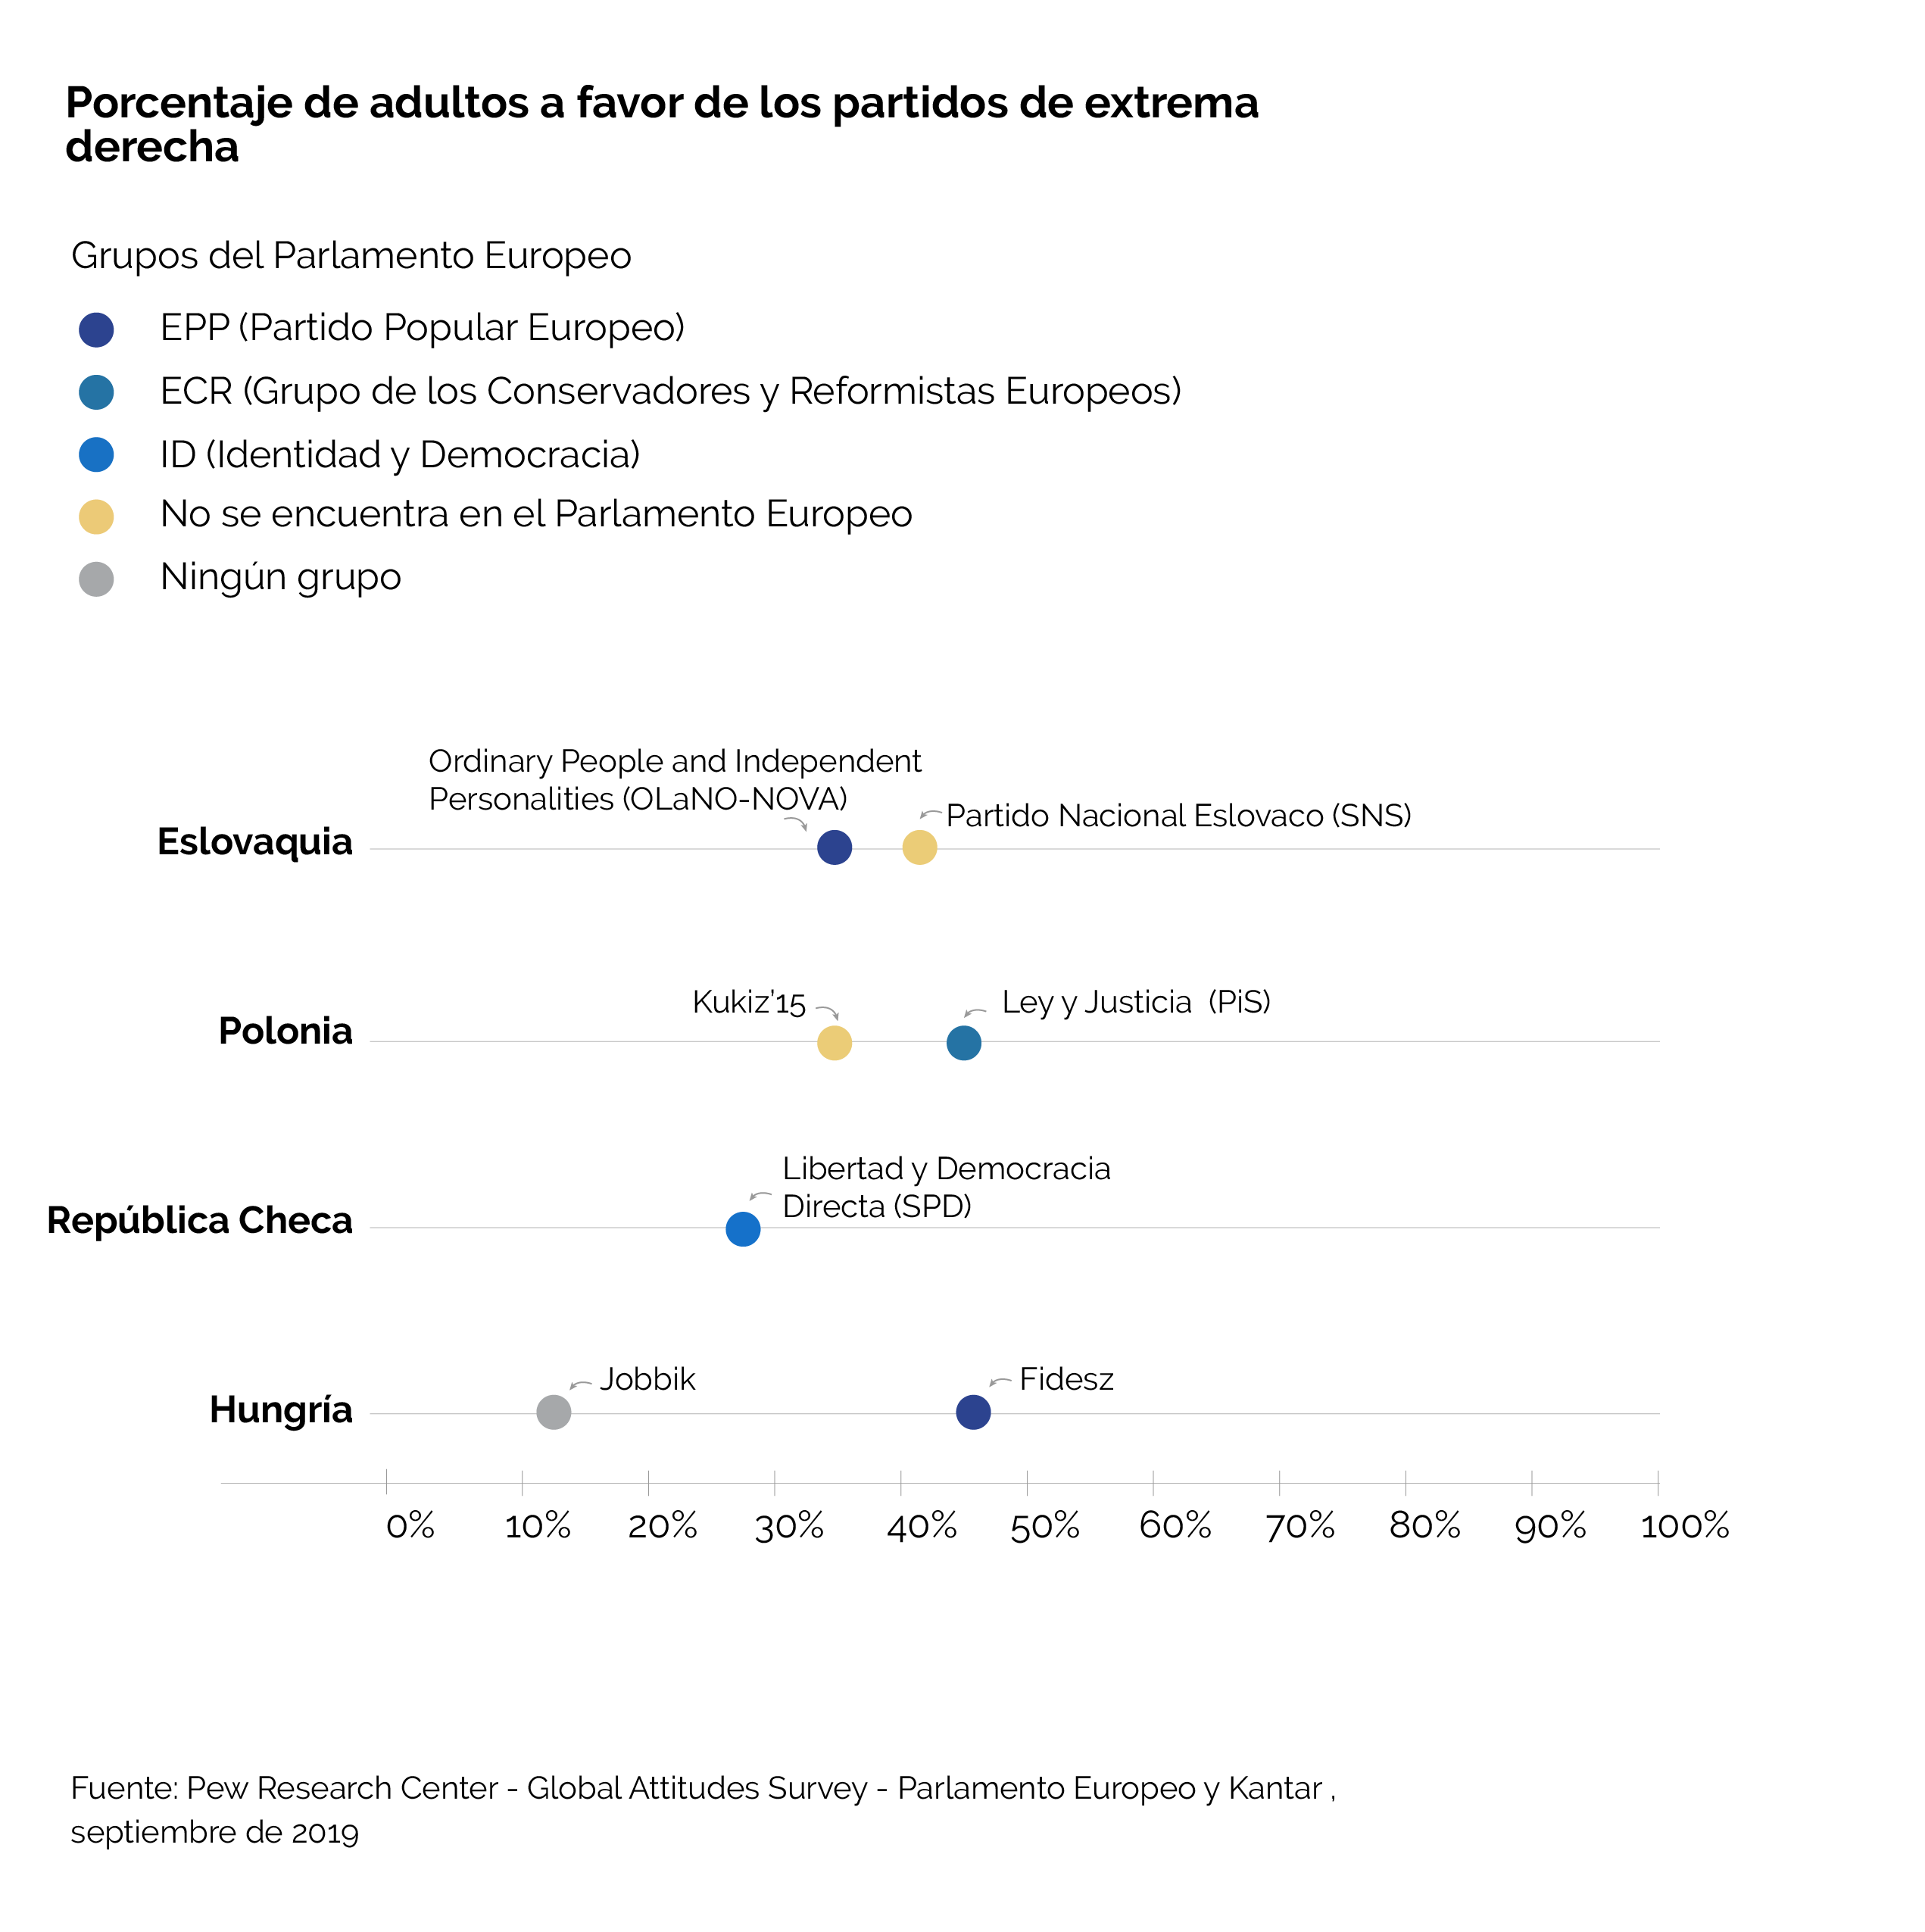 Porcentaje de adultos a favor de los partidos de extrema
derecha
Grupos del Parlamento Europeo
EPP (Partido Popular Europeo)
ECR (Grupo de los Conservadores y Reformistas Europeos)
ID (Identidad y Democracia)
No se encuentra en el Parlamento Europeo
Ningún grupo
Ordinary People and Independent
Personalities (OLaNO-NOVA)
Partido Nacional Eslovaco (SNS)
Eslovaquia
Kukiz'15
Ley y Justicia  (PiS)
Polonia
Libertad y Democracia
Directa (SPD)
República Checa
Jobbik
Fidesz
Hungría
0% 10% 20% 30% 40% 50% 60% 70% 80% 90% 100%
Fuente: Pew Research Center - Global Attitudes Survey - Parlamento Europeo y Kantar ,
septiembre de 2019